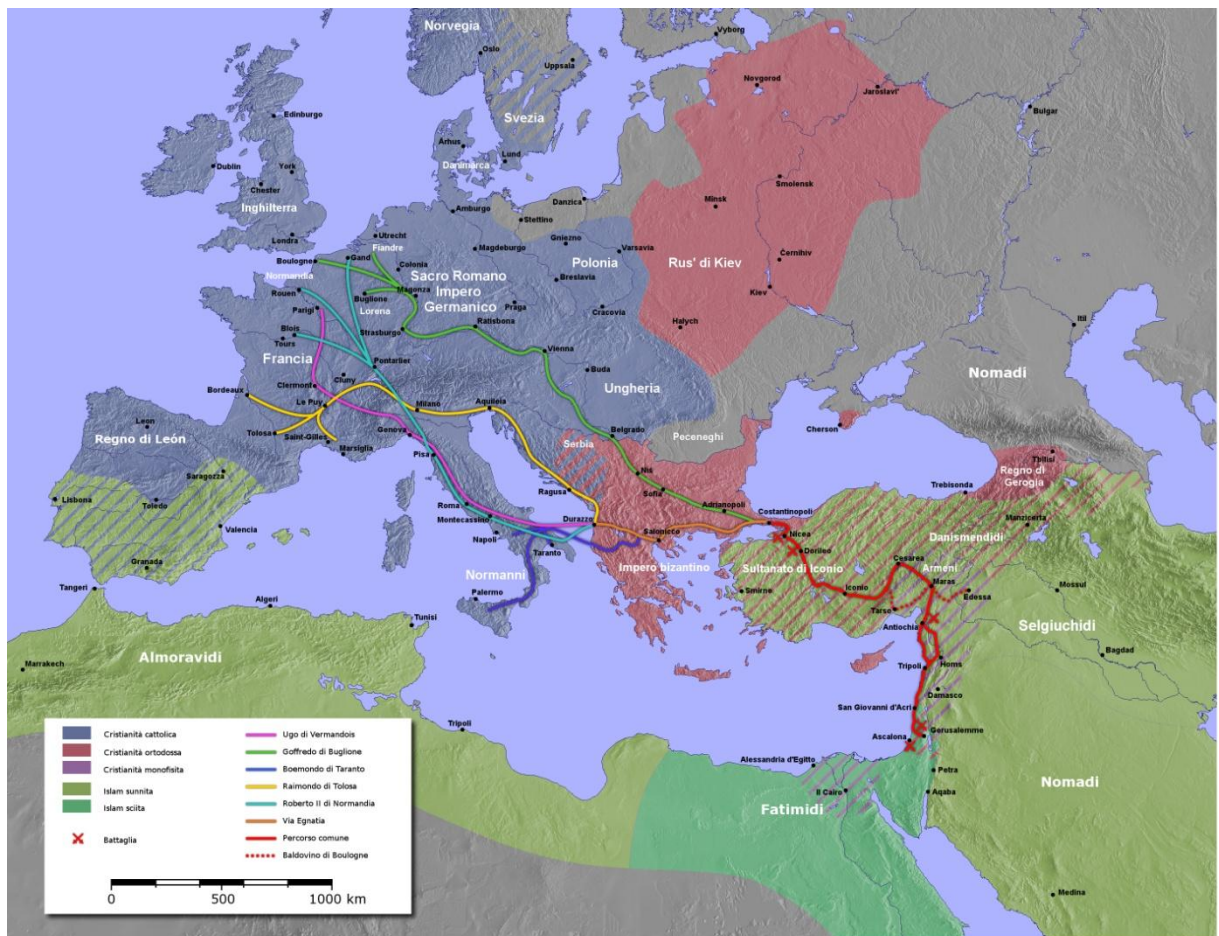 Norvegia
Oslo
Uppsala
Vyborg
Novgorod
Jaroslavl'
Bulgar
Svezia
Edinburgo
Århus
Danimarca
Lund
Dublin
York
Chester
Inghilterra
Londra
Smolensk
Minsk
Danzica
Stettino
Amburgo
Utrecht
Fiandre
Gand
Boulogne
Colonia
Magdeburgo
Gniezno
Varsavia
Polonia
Breslavia
Rus' di Kiev
Černihiv
Kiev
Normandia
Rouen
Parigi
Buglione
Lorena
Magonza
Sacro Romano
Impero
Germanico
Praga
Cracovia
Halych
Itil
Blois
Tours
Strasburgo
Ratisbona
Vienna
Francia
Pontarlier
Cluny
Clermont
Buda
Ungheria
Nomadi
Bordeaux
Le Puy
Milano
Aquileia
Tolosa
Saint-Gilles
Marsiglia
Genova
Pisa
Belgrado
Peceneghi
Cherson
Leon
Regno di León
Saragozza
Serbia
Nis
Sofia
Ragusa
Tbilisi
Regno di
Gerogia
Lisbona
Toledo
Valencia
Granada
Roma
Montecassino
Napoli
Durazzo
Taranto
Adrianopoli
Costantinopoli
Salonicco
Trebisonda
Manzicerta
Danismendidi
Nicea
Dorileo
Impero bizantino
Sultanato di Iconio
Cesarea
Armeni
Maras
Edessa
Mossul
Normanni
Palermo
Smirne
Iconio
Tarso
Antiochia
Tangeri
Algeri
Tunisi
Selgiuchidi
Marrakech
Almoravidi
Homs
Tripoli
Bagdad
Damasco
San Giovanni d'Acri
Tripoli
Ascalona
Gerusalemme
Alessandria d'Egitto
Il Cairo
Petra
Aqaba
Nomadi
Fatimidi
Medina
Cristianità cattolica
Cristianità ortodossa
Cristianità monofisita
Islam sunnita
Islam sciita
Battaglia
Ugo di Vermandois
Goffredo di Buglione
Boemondo di Taranto
Raimondo di Tolosa
Roberto II di Normandia
Via Egnatia
Percorso comune
Baldovino di Boulogne
0 500 1000 km